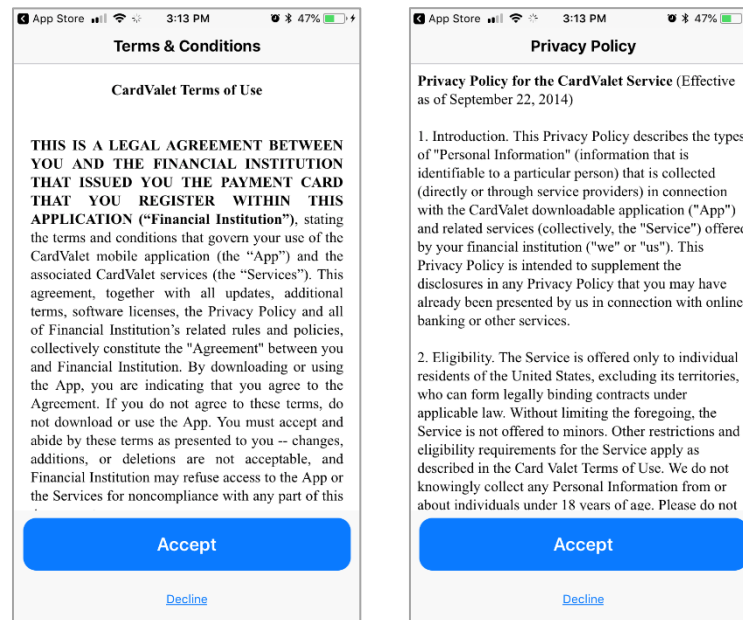 App Store 3:13 PM 47%
Terms & Conditions
CardValet Terms of Use
THIS IS A LEGAL AGREEMENT BETWEEN
YOU AND THE FINANCIAL INSTITUTION
THAT ISSUED YOU THE PAYMENT CARD
THAT YOU REGISTER WITHIN THIS
APPLICATION (“Financial Institution”), stating
the terms and conditions that govern your use of the
CardValet mobile application (the “App”) and the
associated CardValet services (the “Services”). This
agreement, together with all updates, additional
terms, software licenses, the Privacy Policy and all
of Financial Institution’s related rules and policies,
collectively constitute the "Agreement" between you
and Financial Institution. By downloading or using
the App, you are indicating that you agree to the
Agreement. If you do not agree to these terms, do
not download or use the App. You must accept and
abide by these terms as presented to you -- changes,
additions, or deletions are not acceptable, and
Financial Institution may refuse access to the App or
the Services for noncompliance with any part of this
Accept
Decline
App Store 3:13 PM 47%
Privacy Policy
Privacy Policy for the CardValet Service (Effective
as of September 22, 2014)
1. Introduction. This Privacy Policy describes the types
of "Personal Information" (information that is
identifiable to a particular person) that is collected
(directly or through service providers) in connection
with the CardValet downloadable application ("App")
and related services (collectively, the "Service") offered
by your financial institution ("we" or "us"). This
Privacy Policy is intended to supplement the
disclosures in any Privacy Policy that you may have
already been presented by us in connection with online
banking or other services.
2. Eligibility. The Service is offered only to individual
residents of the United States, excluding its territories,
who can form legally binding contracts under
applicable law. Without limiting the foregoing, the
Service is not offered to minors. Other restrictions and
eligibility requirements for the Service apply as
described in the Card Valet Terms of Use. We do not
knowingly collect any Personal Information from or
about individuals under 18 years of age. Please do not
Accept
Decline